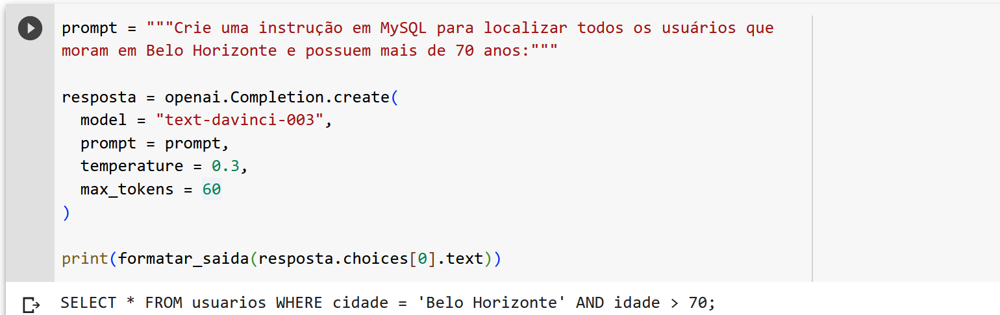 prompt = """Crie uma instrução em MySQL para localizar todos os usuários que
moram em Belo Horizonte e possuem mais de 70 anos:"""
resposta = openai.Completion.create(
  model = "text-davinci-003",
  prompt = prompt,
  temperature = 0.3,
  max_tokens = 60
)
print(formatar_saida(resposta.choices[0].text))
SELECT * FROM usuarios WHERE cidade = 'Belo Horizonte' AND idade > 70;